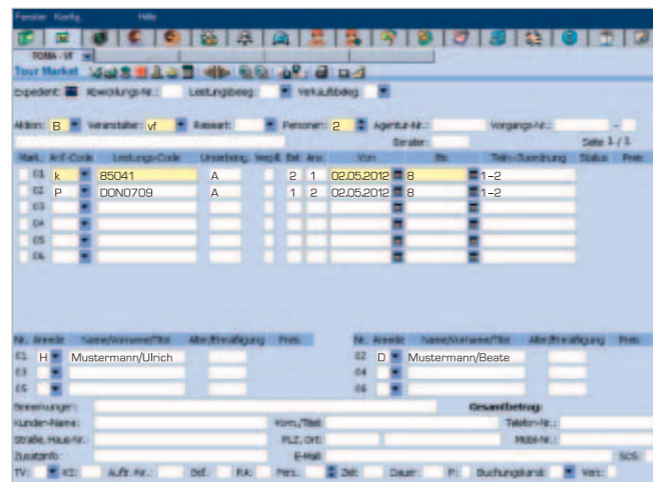 Fenster Konfig. Hilfe
TOMA - VF
Tour Market
Expedient: Abwicklungs-Nr.: Leistungsbeleg: Verkaufsbeleg:
Aktion: B Veranstalter: vf Reiseart: Personen: 2 Agentur-Nr.: Vorgangs-Nr.: -
Berater: Seite 1 / 1
Mark. Anf-Code Leistungs-Code Unterbring. Verpfl. Bel. Anz. Von Bis Teiln.-Zuordnung Status Preis
01 k 85041 A 2 1 02.05.2012 8 1-2
02 P DON0709 A 1 2 02.05.2012 8 1-2
03
04
05
06
Nr. Anrede Name/Vorname/Titel Alter/Ermäßigung Preis Nr. Anrede Name/Vorname/Titel Alter/Ermäßigung Preis
01 H Mustermann/Ulrich 02 D Mustermann/Beate
03 04
05 06
Bemerkungen: Gesamtbetrag:
Kunden-Name: Vorn./Titel: Telefon-Nr.:
Straße, Haus-Nr.: PLZ, Ort: Mobil-Nr.:
Zusatzinfo: E-Mail: SOS:
TV: KI: Auftr.-Nr.: Def. RA: Pers. Zeit: Dauer: P: Buchungskanal: Vers: